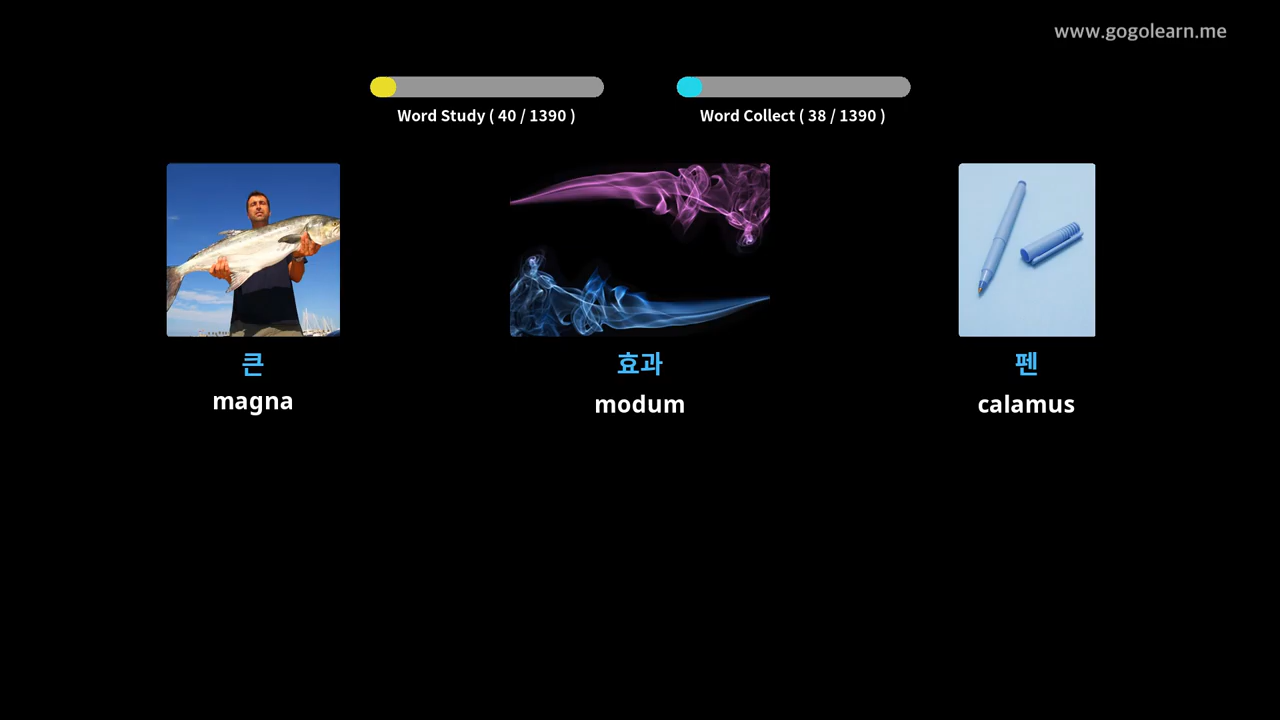 www.gogolearn.me
Word Study ( 40 / 1390 )
Word Collect ( 38 / 1390 )
큰
magna
효과
modum
펜
calamus